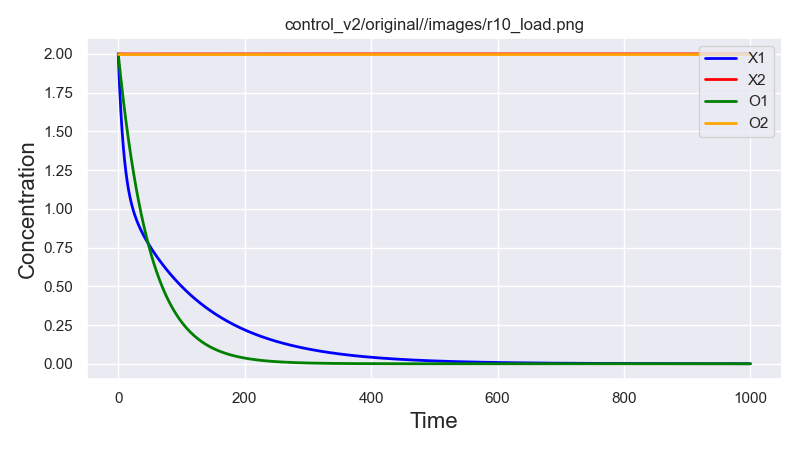 control_v2/original//images/r10_load.png
2.00
1.75
1.50
1.25
1.00
0.75
0.50
0.25
0.00
Concentration
X1
X2
O1
O2
0 200 400 600 800 1000
Time